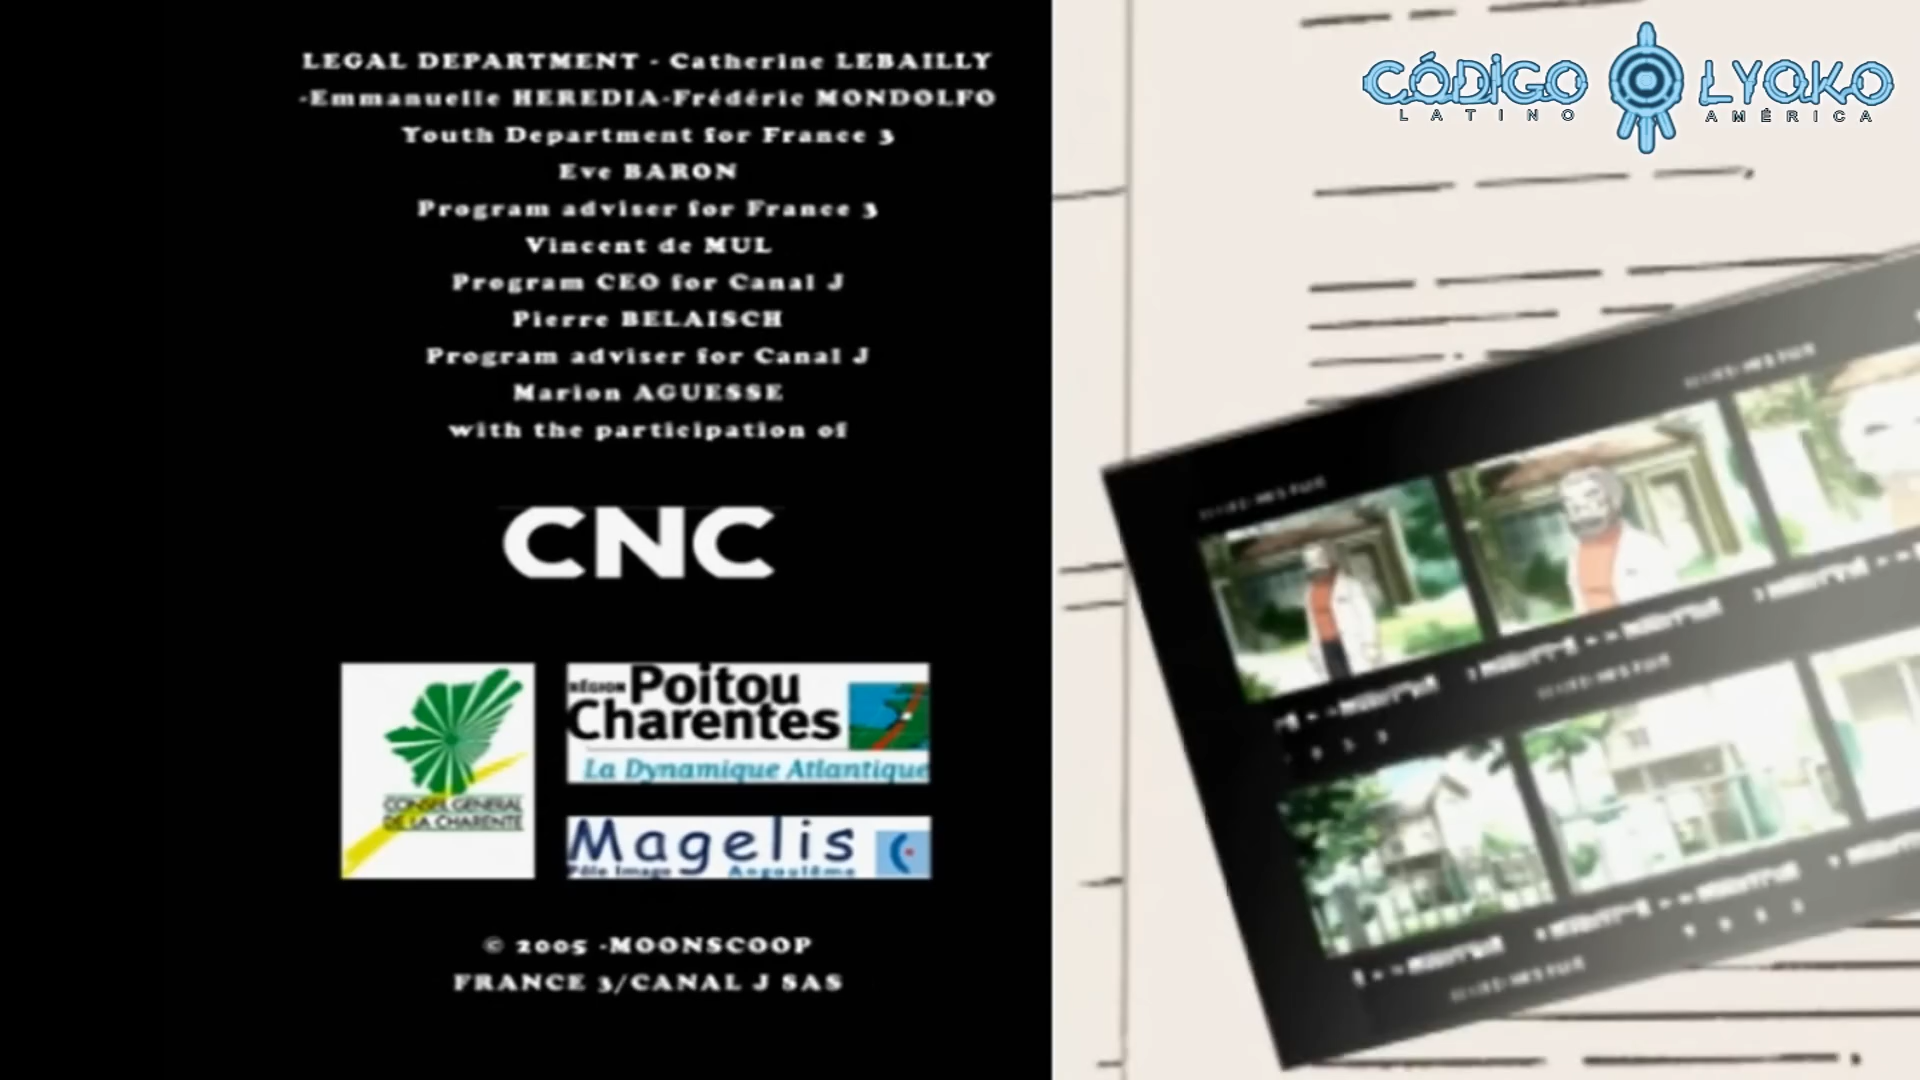 LEGAL DEPARTMENT - Catherine LEBAILLY
-Emmanuelle HEREDIA-Frédéric MONDOLFO
Youth Department for France 3
Eve BARON
Program adviser for France 3
Vincent de MUL
Program CEO for Canal J
Pierre BELAISCH
Program adviser for Canal J
Marion AGUESSE
with the participation of
CNC
CONSEIL GENERAL
DE LA CHARENTE
RÉGION Poitou
Charentes
La Dynamique Atlantique
Magelis
Pôle Image Angoulême
© 2005 -MOONSCOOP
FRANCE 3/CANAL J SAS
CÓDIGO LYOKO
LATINO AMÉRICA